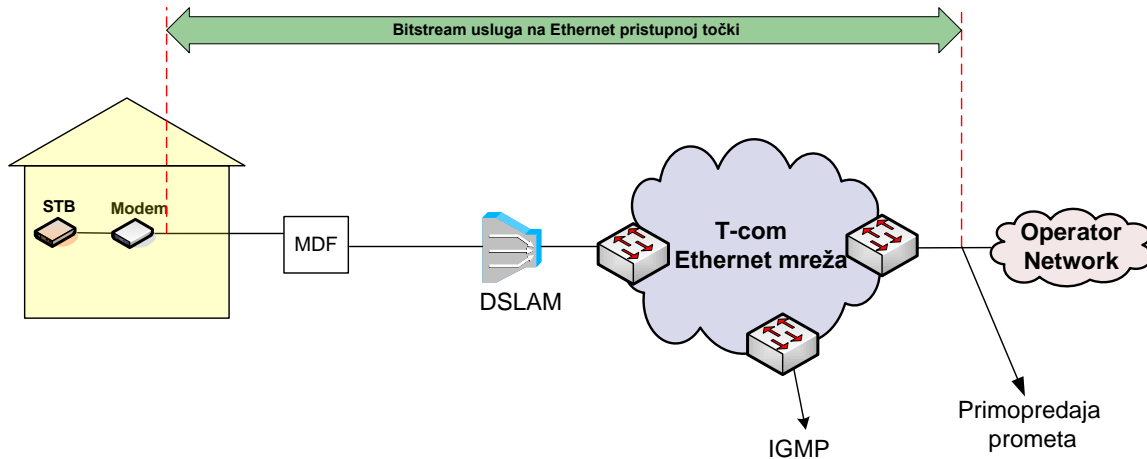 Bitstream usluga na Ethernet pristupnoj točki
STB
Modem
MDF
DSLAM
T-com
Ethernet mreža
Operator
Network
IGMP
Primopredaja
prometa